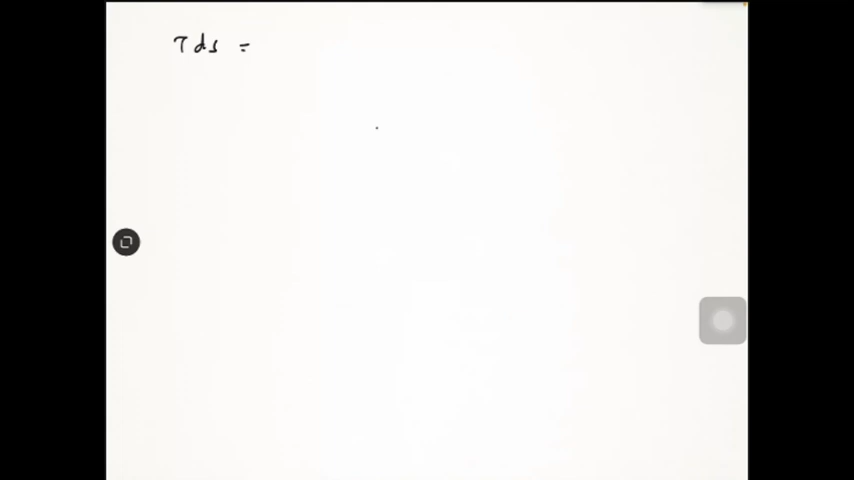 Tds =